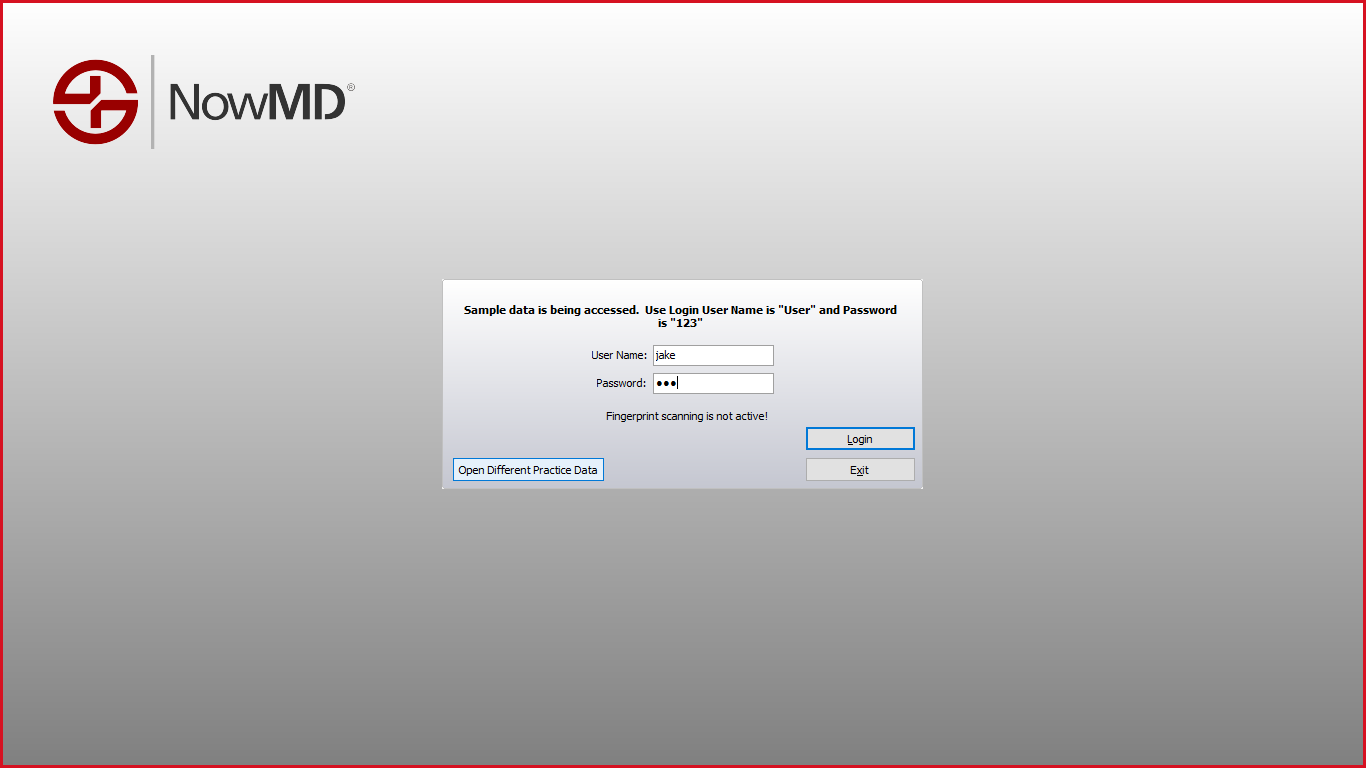 NowMD®
Sample data is being accessed.  Use Login User Name is "User" and Password
is "123"
User Name: jake
Password: ●●●
Fingerprint scanning is not active!
Login
Open Different Practice Data
Exit